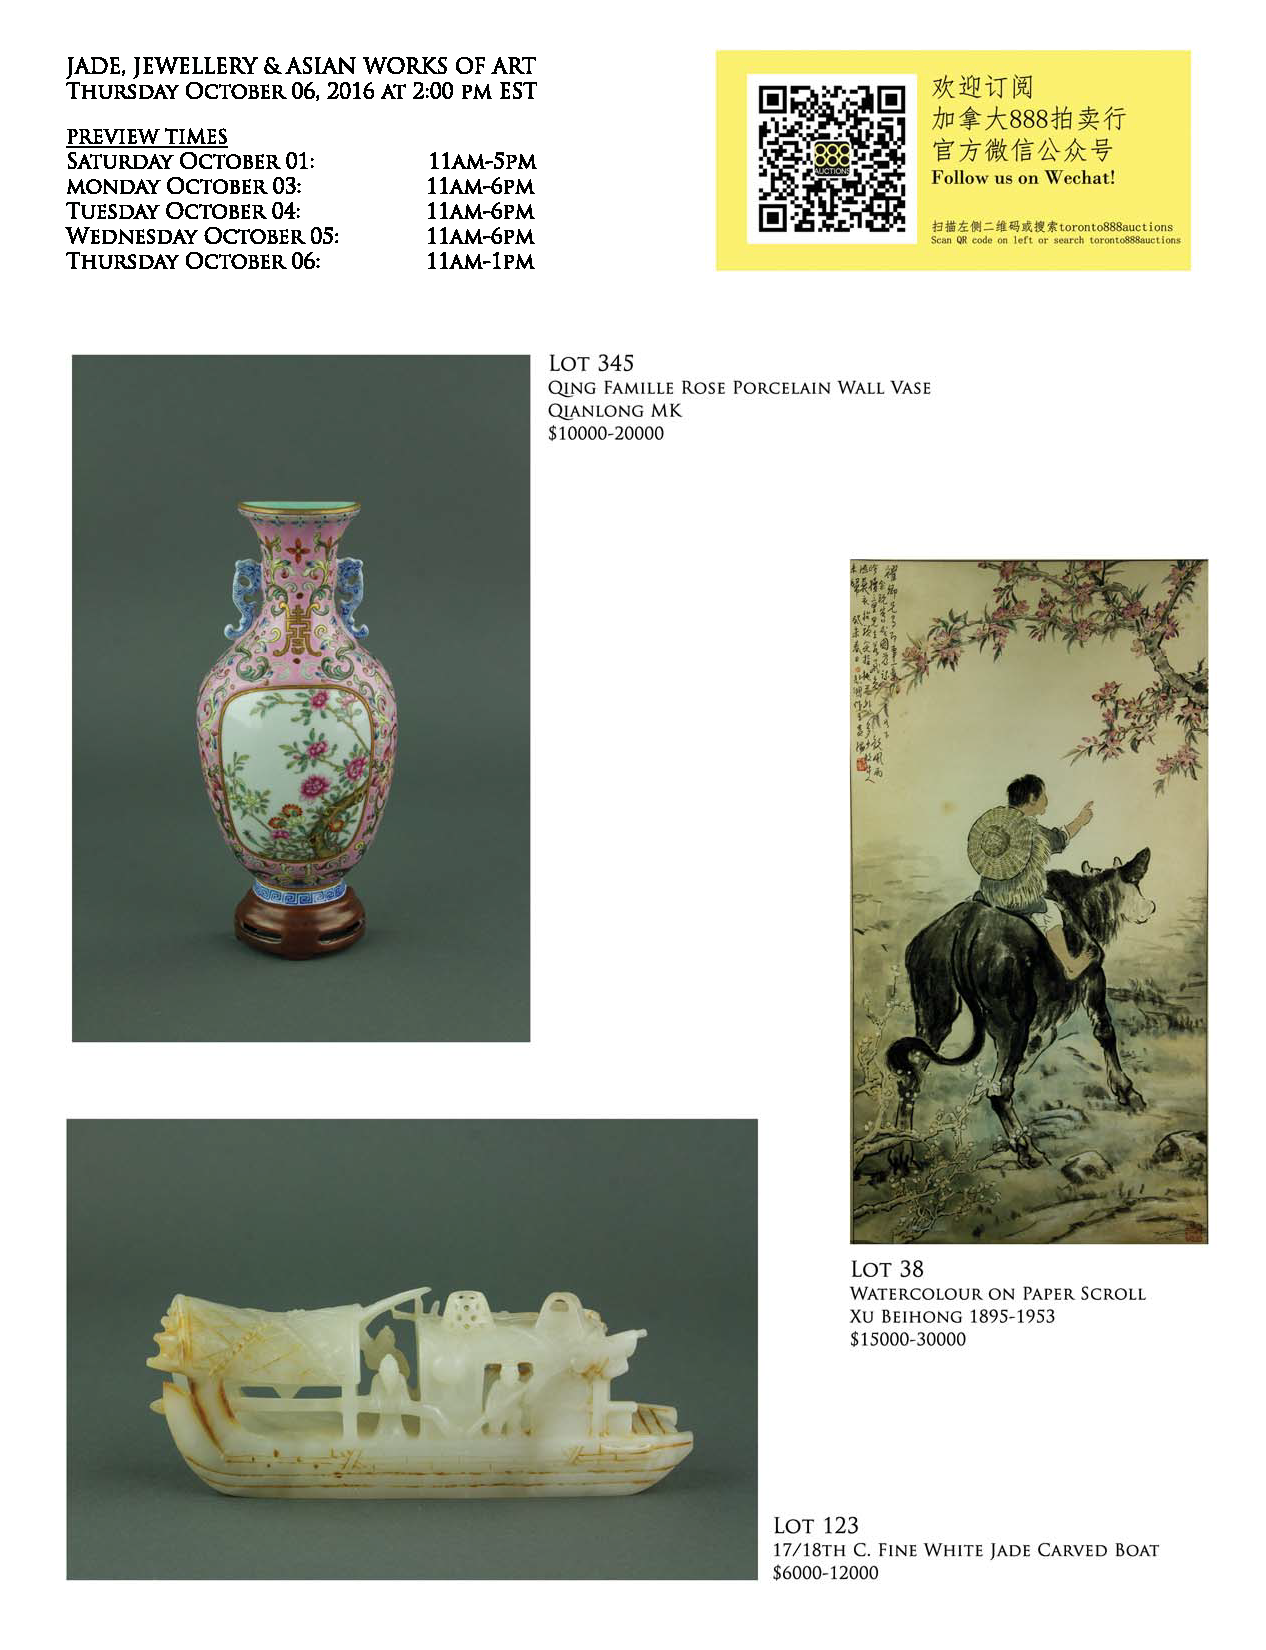 JADE, JEWELLERY & ASIAN WORKS OF ART
THURSDAY OCTOBER 06, 2016 AT 2:00 PM EST
PREVIEW TIMES
SATURDAY OCTOBER 01: 11AM-5PM
MONDAY OCTOBER 03: 11AM-6PM
TUESDAY OCTOBER 04: 11AM-6PM
WEDNESDAY OCTOBER 05: 11AM-6PM
THURSDAY OCTOBER 06: 11AM-1PM
888
AUCTIONS
欢迎订阅
加拿大888拍卖行
官方微信公众号
Follow us on Wechat!
扫描左侧二维码或搜索toronto888auctions
Scan QR code on left or search toronto888auctions
LOT 345
QING FAMILLE ROSE PORCELAIN WALL VASE
QIANLONG MK
$10000-20000
LOT 38
WATERCOLOUR ON PAPER SCROLL
XU BEIHONG 1895-1953
$15000-30000
LOT 123
17/18TH C. FINE WHITE JADE CARVED BOAT
$6000-12000